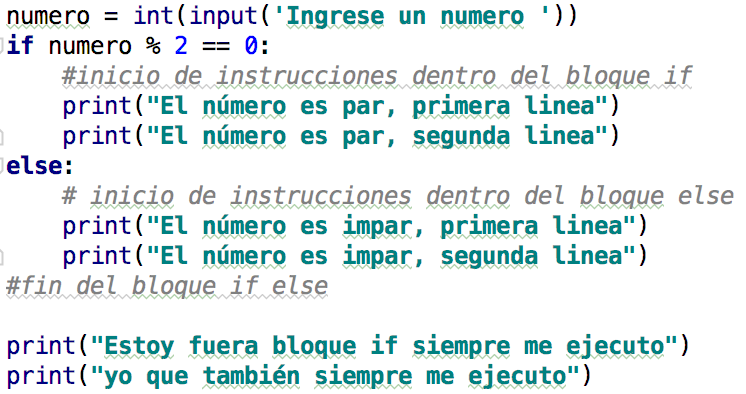 numero = int(input('Ingrese un numero '))
if numero % 2 == 0:
    #inicio de instrucciones dentro del bloque if
    print("El número es par, primera linea")
    print("El número es par, segunda linea")
else:
    # inicio de instrucciones dentro del bloque else
    print("El número es impar, primera linea")
    print("El número es impar, segunda linea")
#fin del bloque if else

print("Estoy fuera bloque if siempre me ejecuto")
print("yo que también siempre me ejecuto")